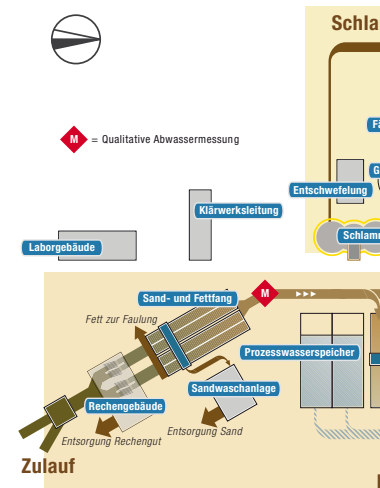 Schla
M = Qualitative Abwassermessung
Fä
G
Entschwefelung
Klärwerksleitung
Schlamm
Laborgebäude
Sand- und Fettfang
M
Fett zur Faulung
Prozesswasserspeicher
Sandwaschanlage
Rechengebäude
Entsorgung Sand
Entsorgung Rechengut
Zulauf